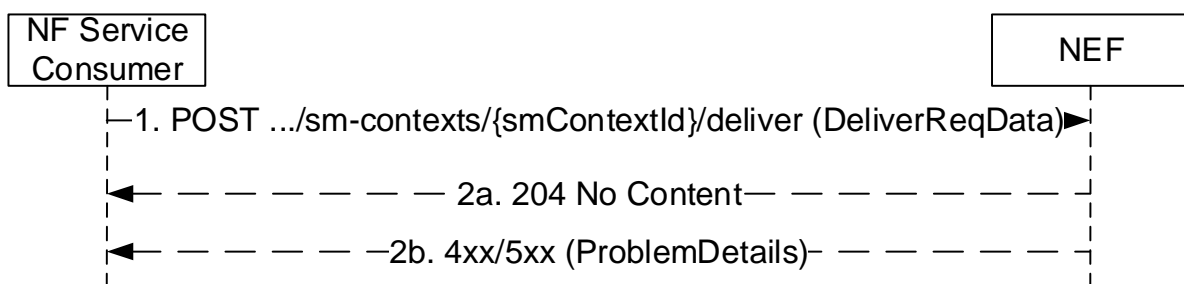 NF Service
Consumer
NEF
1. POST .../sm-contexts/{smContextId}/deliver (DeliverReqData)
2a. 204 No Content
2b. 4xx/5xx (ProblemDetails)